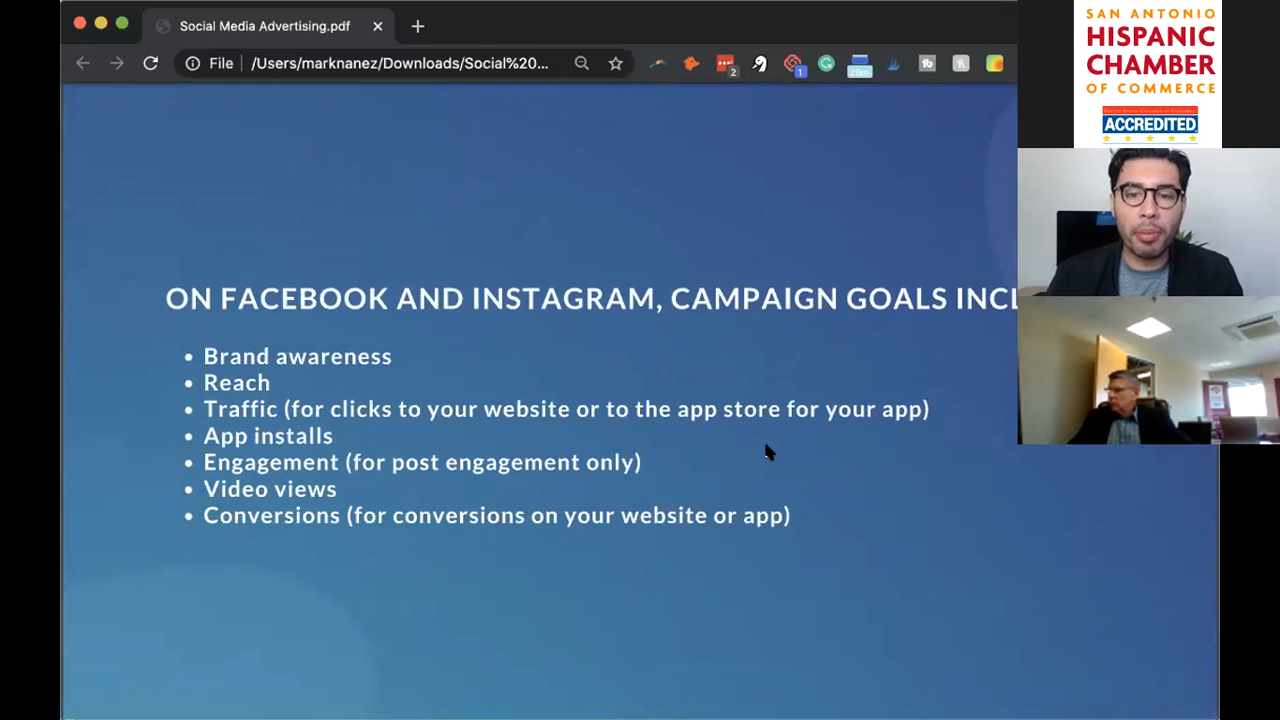 Social Media Advertising.pdf
File
/Users/marknanez/Downloads/Social%20...
2
1
ON FACEBOOK AND INSTAGRAM, CAMPAIGN GOALS INCL
• Brand awareness
• Reach
• Traffic (for clicks to your website or to the app store for your app)
• App installs
• Engagement (for post engagement only)
• Video views
• Conversions (for conversions on your website or app)
SAN ANTONIO
HISPANIC
CHAMBER
OF COMMERCE
ACCREDITED